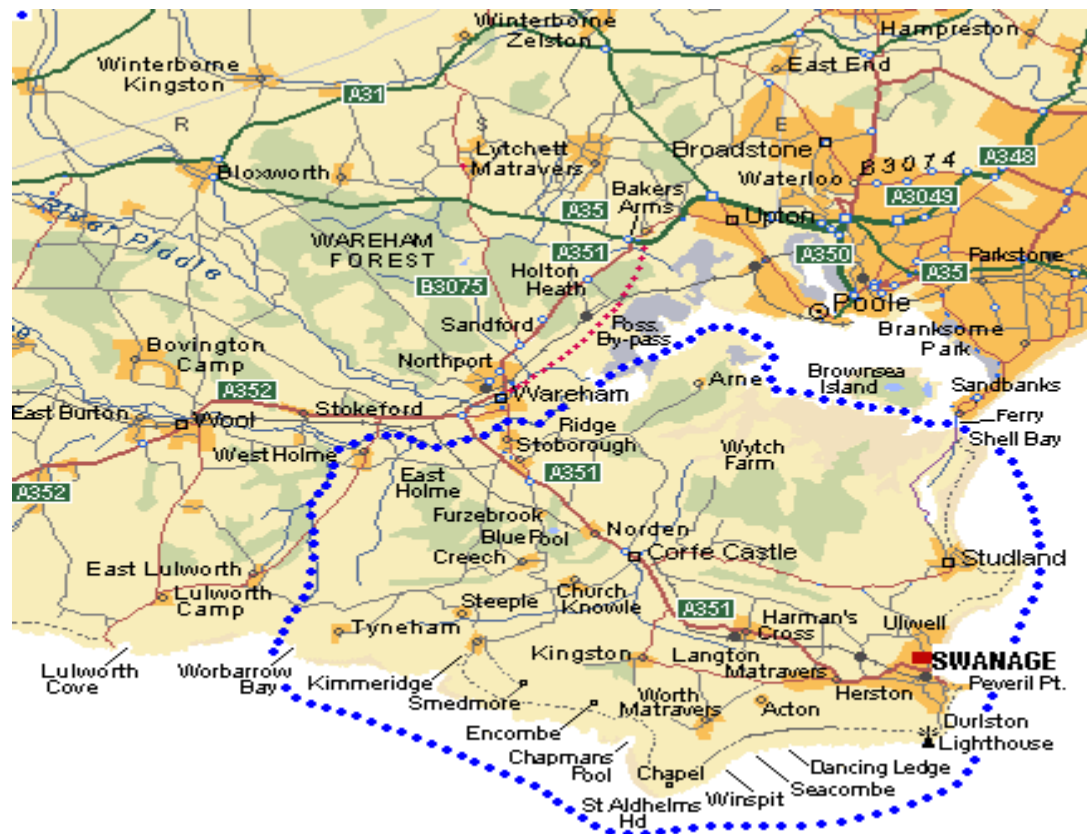 Winterborne
Zelston
Hampreston
Winterborne
Kingston
East End
A31
R
S
E
Lytchett
Matravers
Broadstone
B3074
A348
Bloxworth
Waterloo
A3049
Bakers
Arms
A35
Upton
River Piddle
WAREHAM
FOREST
A351
A350
Parkstone
A35
Holton
Heath
B3075
Poole
Sandford
Poss.
By-pass
Branksome
Park
Bovington
Camp
Northport
Arne
Brownsea
Island
A352
Wareham
Sandbanks
East Burton
Stokeford
Ferry
Wool
Ridge
Shell Bay
Stoborough
West Holme
Wytch
Farm
A351
East
Holme
A352
Furzebrook
Blue Pool
Norden
Creech
Corfe Castle
Studland
East Lulworth
Church
Knowle
Lulworth
Camp
Steeple
A351
Harman's
Cross
Ulwell
Tyneham
Kingston
Langton
Matravers
SWANAGE
Lulworth
Cove
Worbarrow
Bay
Kimmeridge
Smedmore
Herston
Peveril Pt.
Worth
Matravers
Acton
Encombe
Durlston
Lighthouse
Chapmans
Pool
Chapel
Dancing Ledge
Seacombe
Winspit
St Aldhelms
Hd